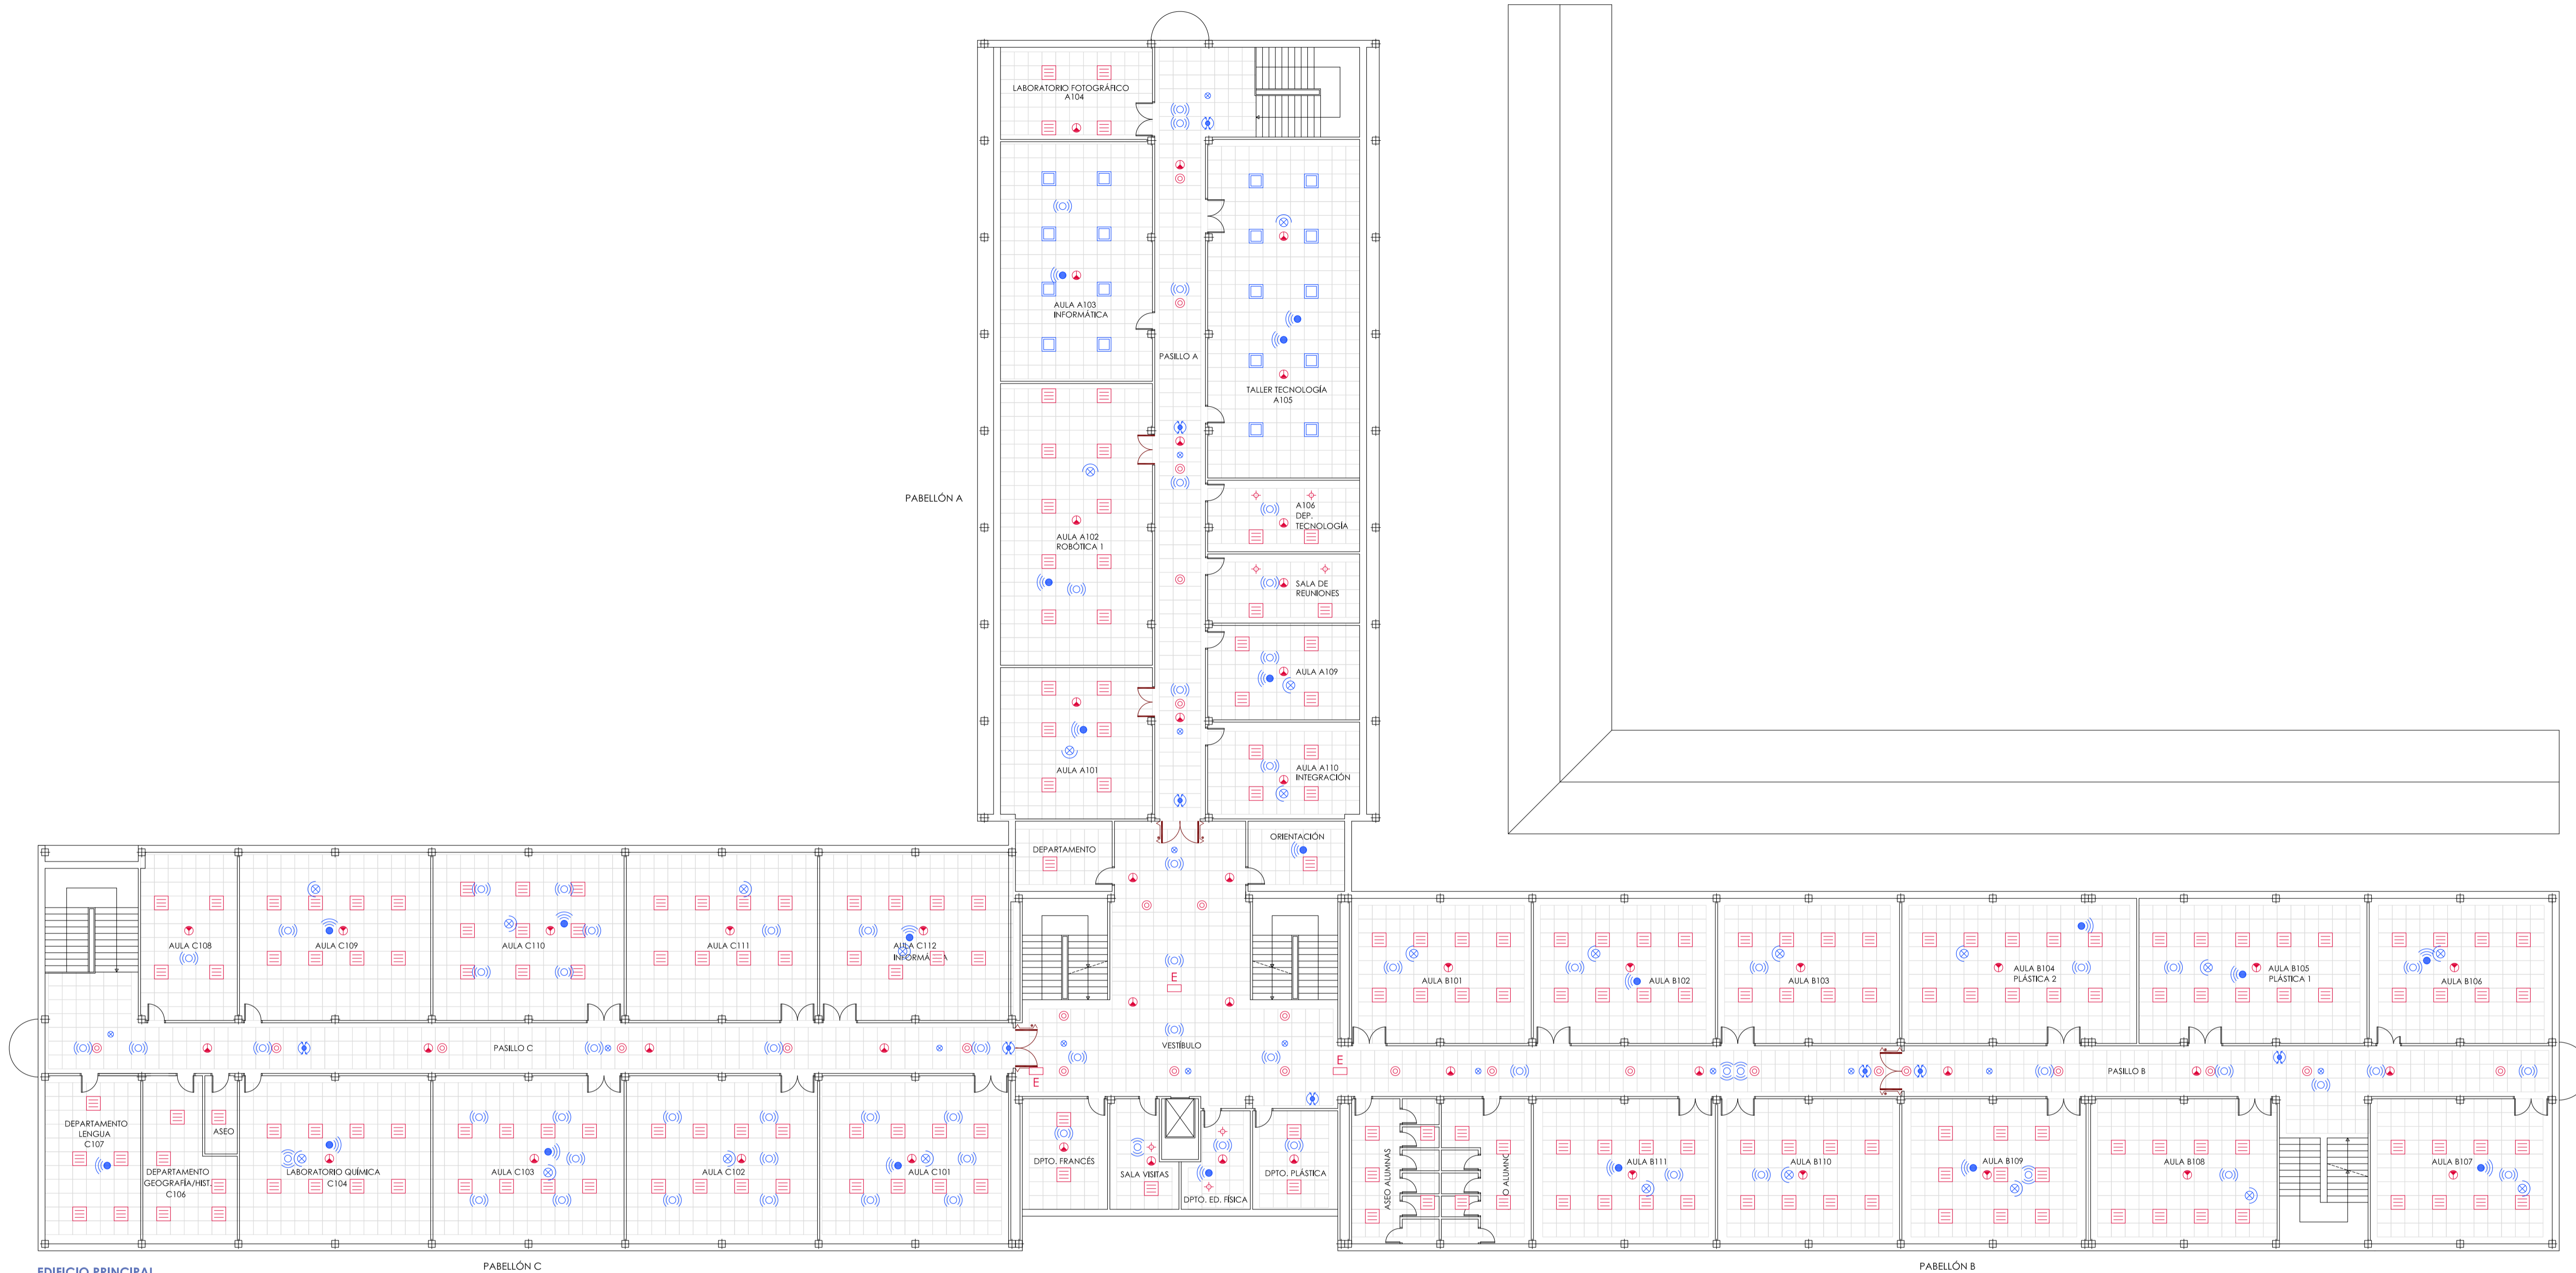 LABORATORIO FOTOGRÁFICO
A104
AULA A103
INFORMÁTICA
PASILLO A
TALLER TECNOLOGÍA
A105
PABELLÓN A
A106
DEP.
TECNOLOGÍA
AULA A102
ROBÓTICA 1
SALA DE
REUNIONES
AULA A109
AULA A101
AULA A110
INTEGRACIÓN
DEPARTAMENTO
ORIENTACIÓN
AULA C108
AULA C109
AULA C110
AULA C111
AULA C112
INFORMÁTICA
E
AULA B101
AULA B102
AULA B103
AULA B104
PLÁSTICA 2
AULA B105
PLÁSTICA 1
AULA B106
PASILLO C
VESTÍBULO
E
E
PASILLO B
DEPARTAMENTO
LENGUA
C107
ASEO
DEPARTAMENTO
GEOGRAFÍA/HIST.
C106
LABORATORIO QUÍMICA
C104
AULA C103
AULA C102
AULA C101
DPTO. FRANCÉS
SALA VISITAS
DPTO. ED. FÍSICA
DPTO. PLÁSTICA
ASEO ALUMNAS
O ALUMNO
AULA B111
AULA B110
AULA B109
AULA B108
AULA B107
EDIFICIO PRINCIPAL
PABELLÓN C
PABELLÓN B